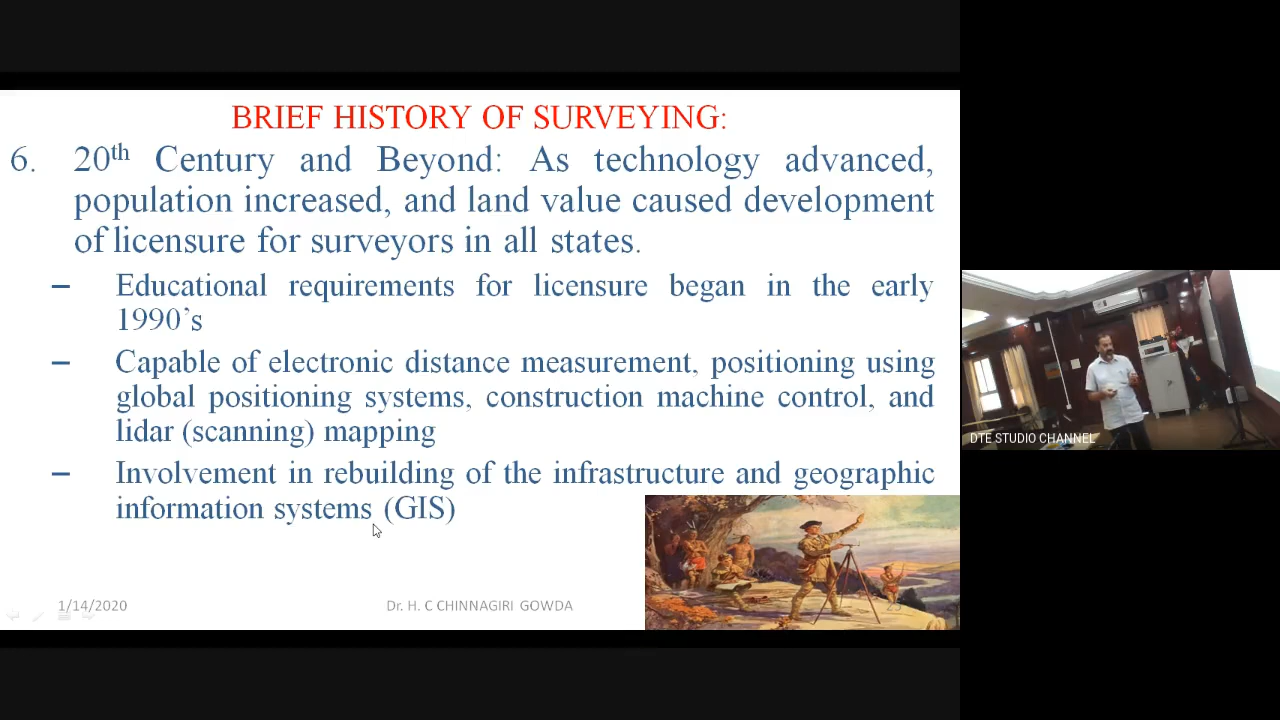 BRIEF HISTORY OF SURVEYING:
6. 20th Century and Beyond: As technology advanced,
population increased, and land value caused development
of licensure for surveyors in all states.
– Educational requirements for licensure began in the early
1990’s
– Capable of electronic distance measurement, positioning using
global positioning systems, construction machine control, and
lidar (scanning) mapping
– Involvement in rebuilding of the infrastructure and geographic
information systems (GIS)
DTE STUDIO CHANNEL
1/14/2020
Dr. H. C CHINNAGIRI GOWDA